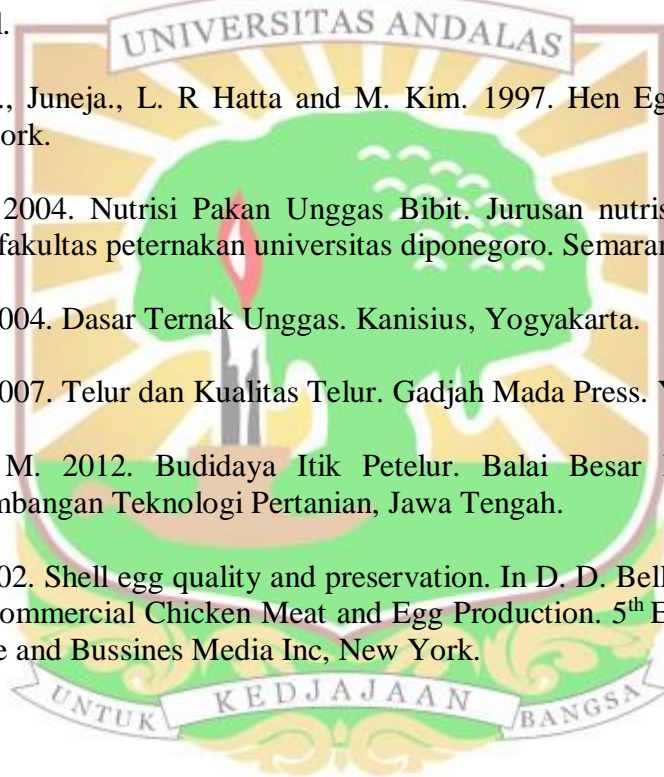 l.
UNIVERSITAS ANDALAS
., Juneja., L. R Hatta and M. Kim. 1997. Hen Eg
ork.
2004. Nutrisi Pakan Unggas Bibit. Jurusan nutris
fakultas peternakan universitas diponegoro. Semaran
004. Dasar Ternak Unggas. Kanisius, Yogyakarta.
007. Telur dan Kualitas Telur. Gadjah Mada Press. Y
M. 2012. Budidaya Itik Petelur. Balai Besar
mbangan Teknologi Pertanian, Jawa Tengah.
02. Shell egg quality and preservation. In D. D. Bell
ommercial Chicken Meat and Egg Production. 5th E
e and Bussines Media Inc, New York.
UNTUK KEDJAJAAN BANGSA